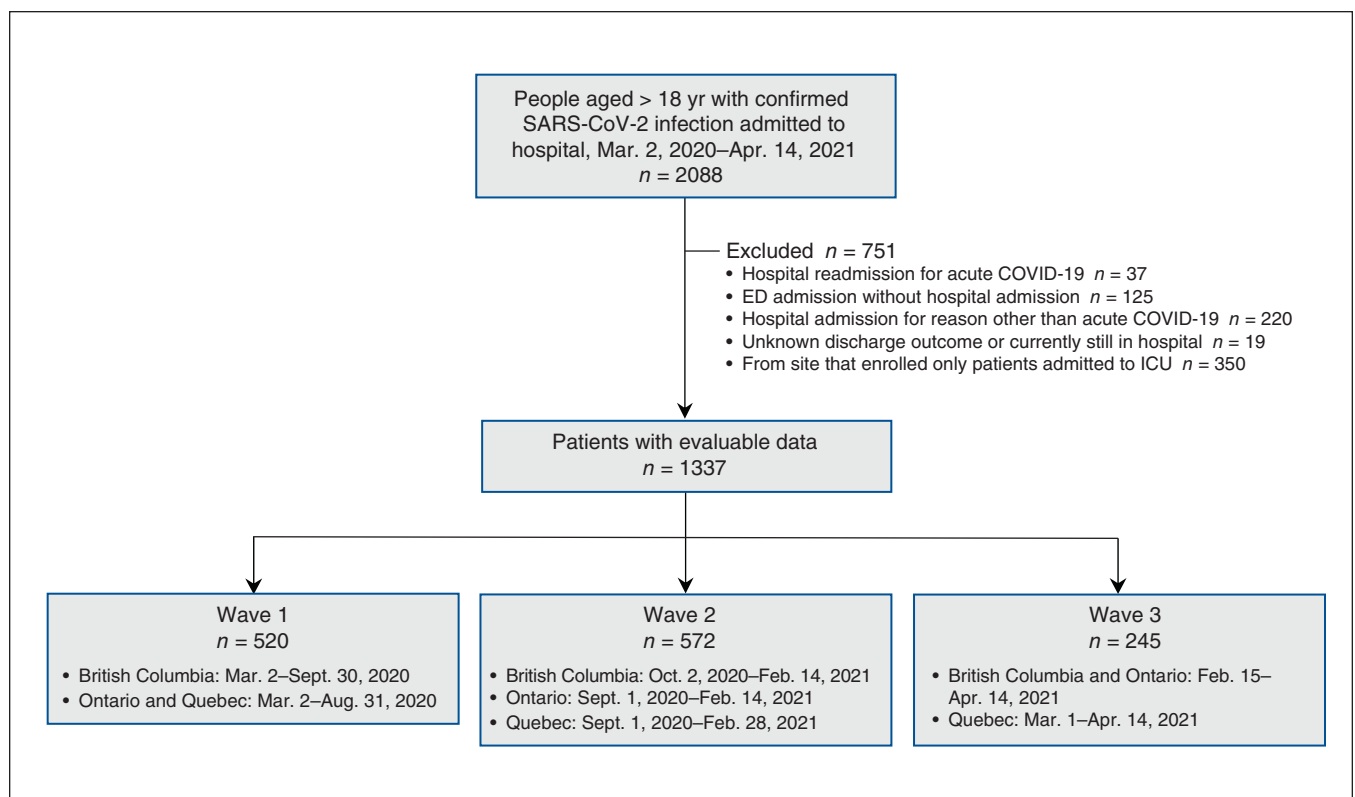 People aged > 18 yr with confirmed
SARS-CoV-2 infection admitted to
hospital, Mar. 2, 2020–Apr. 14, 2021
n = 2088
Excluded n = 751
• Hospital readmission for acute COVID-19 n = 37
• ED admission without hospital admission n = 125
• Hospital admission for reason other than acute COVID-19 n = 220
• Unknown discharge outcome or currently still in hospital n = 19
• From site that enrolled only patients admitted to ICU n = 350
Patients with evaluable data
n = 1337
Wave 1
n = 520
• British Columbia: Mar. 2–Sept. 30, 2020
• Ontario and Quebec: Mar. 2–Aug. 31, 2020
Wave 2
n = 572
• British Columbia: Oct. 2, 2020–Feb. 14, 2021
• Ontario: Sept. 1, 2020–Feb. 14, 2021
• Quebec: Sept. 1, 2020–Feb. 28, 2021
Wave 3
n = 245
• British Columbia and Ontario: Feb. 15–
Apr. 14, 2021
• Quebec: Mar. 1–Apr. 14, 2021